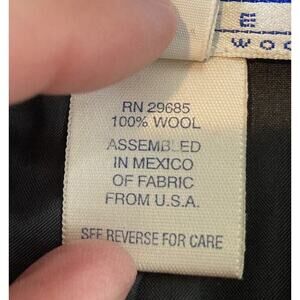 RN 29685
100% WOOL
ASSEMBLED
IN MEXICO
OF FABRIC
FROM U.S.A.
SEE REVERSE FOR CARE